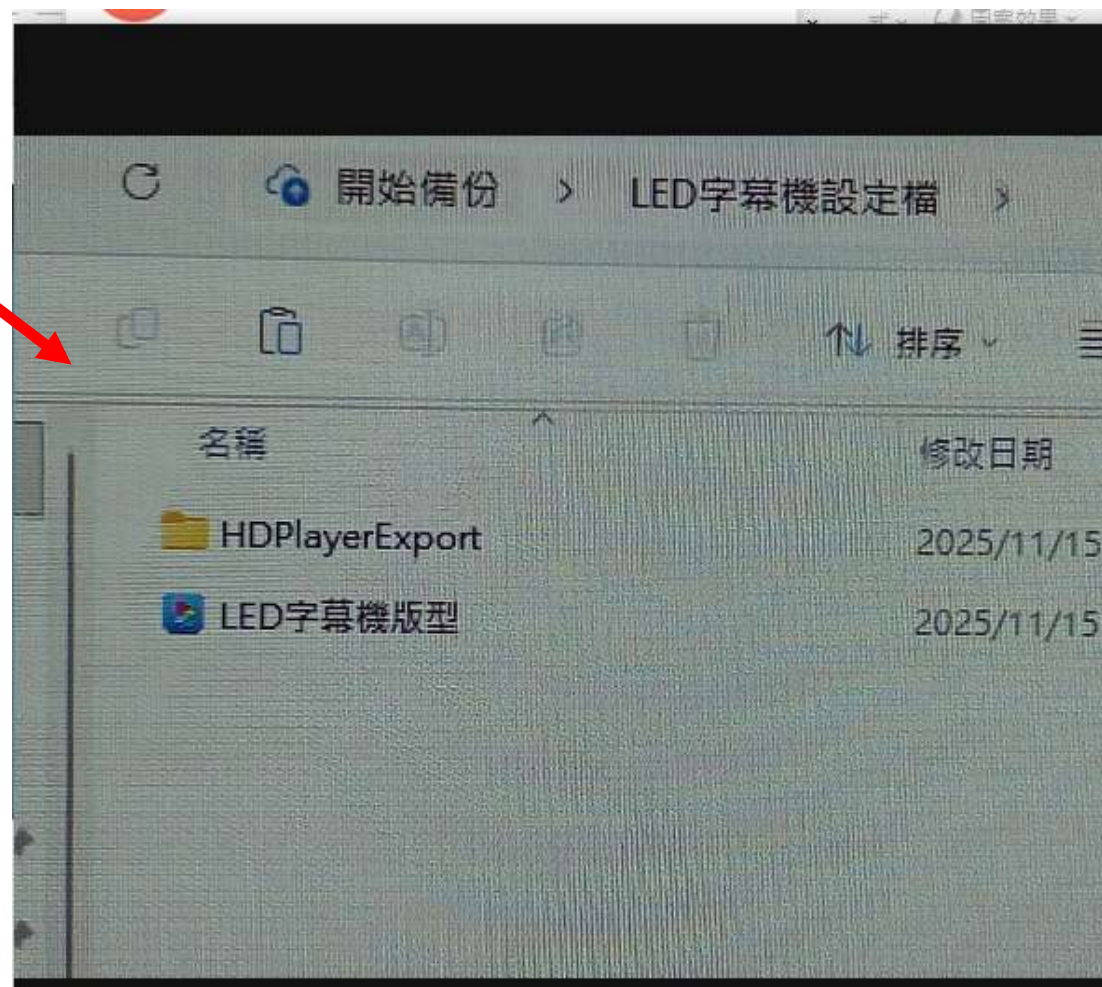 開始備份 > LED字幕機設定檔 >
排序
名稱 修改日期
HDPlayerExport 2025/11/15
LED字幕機版型 2025/11/15